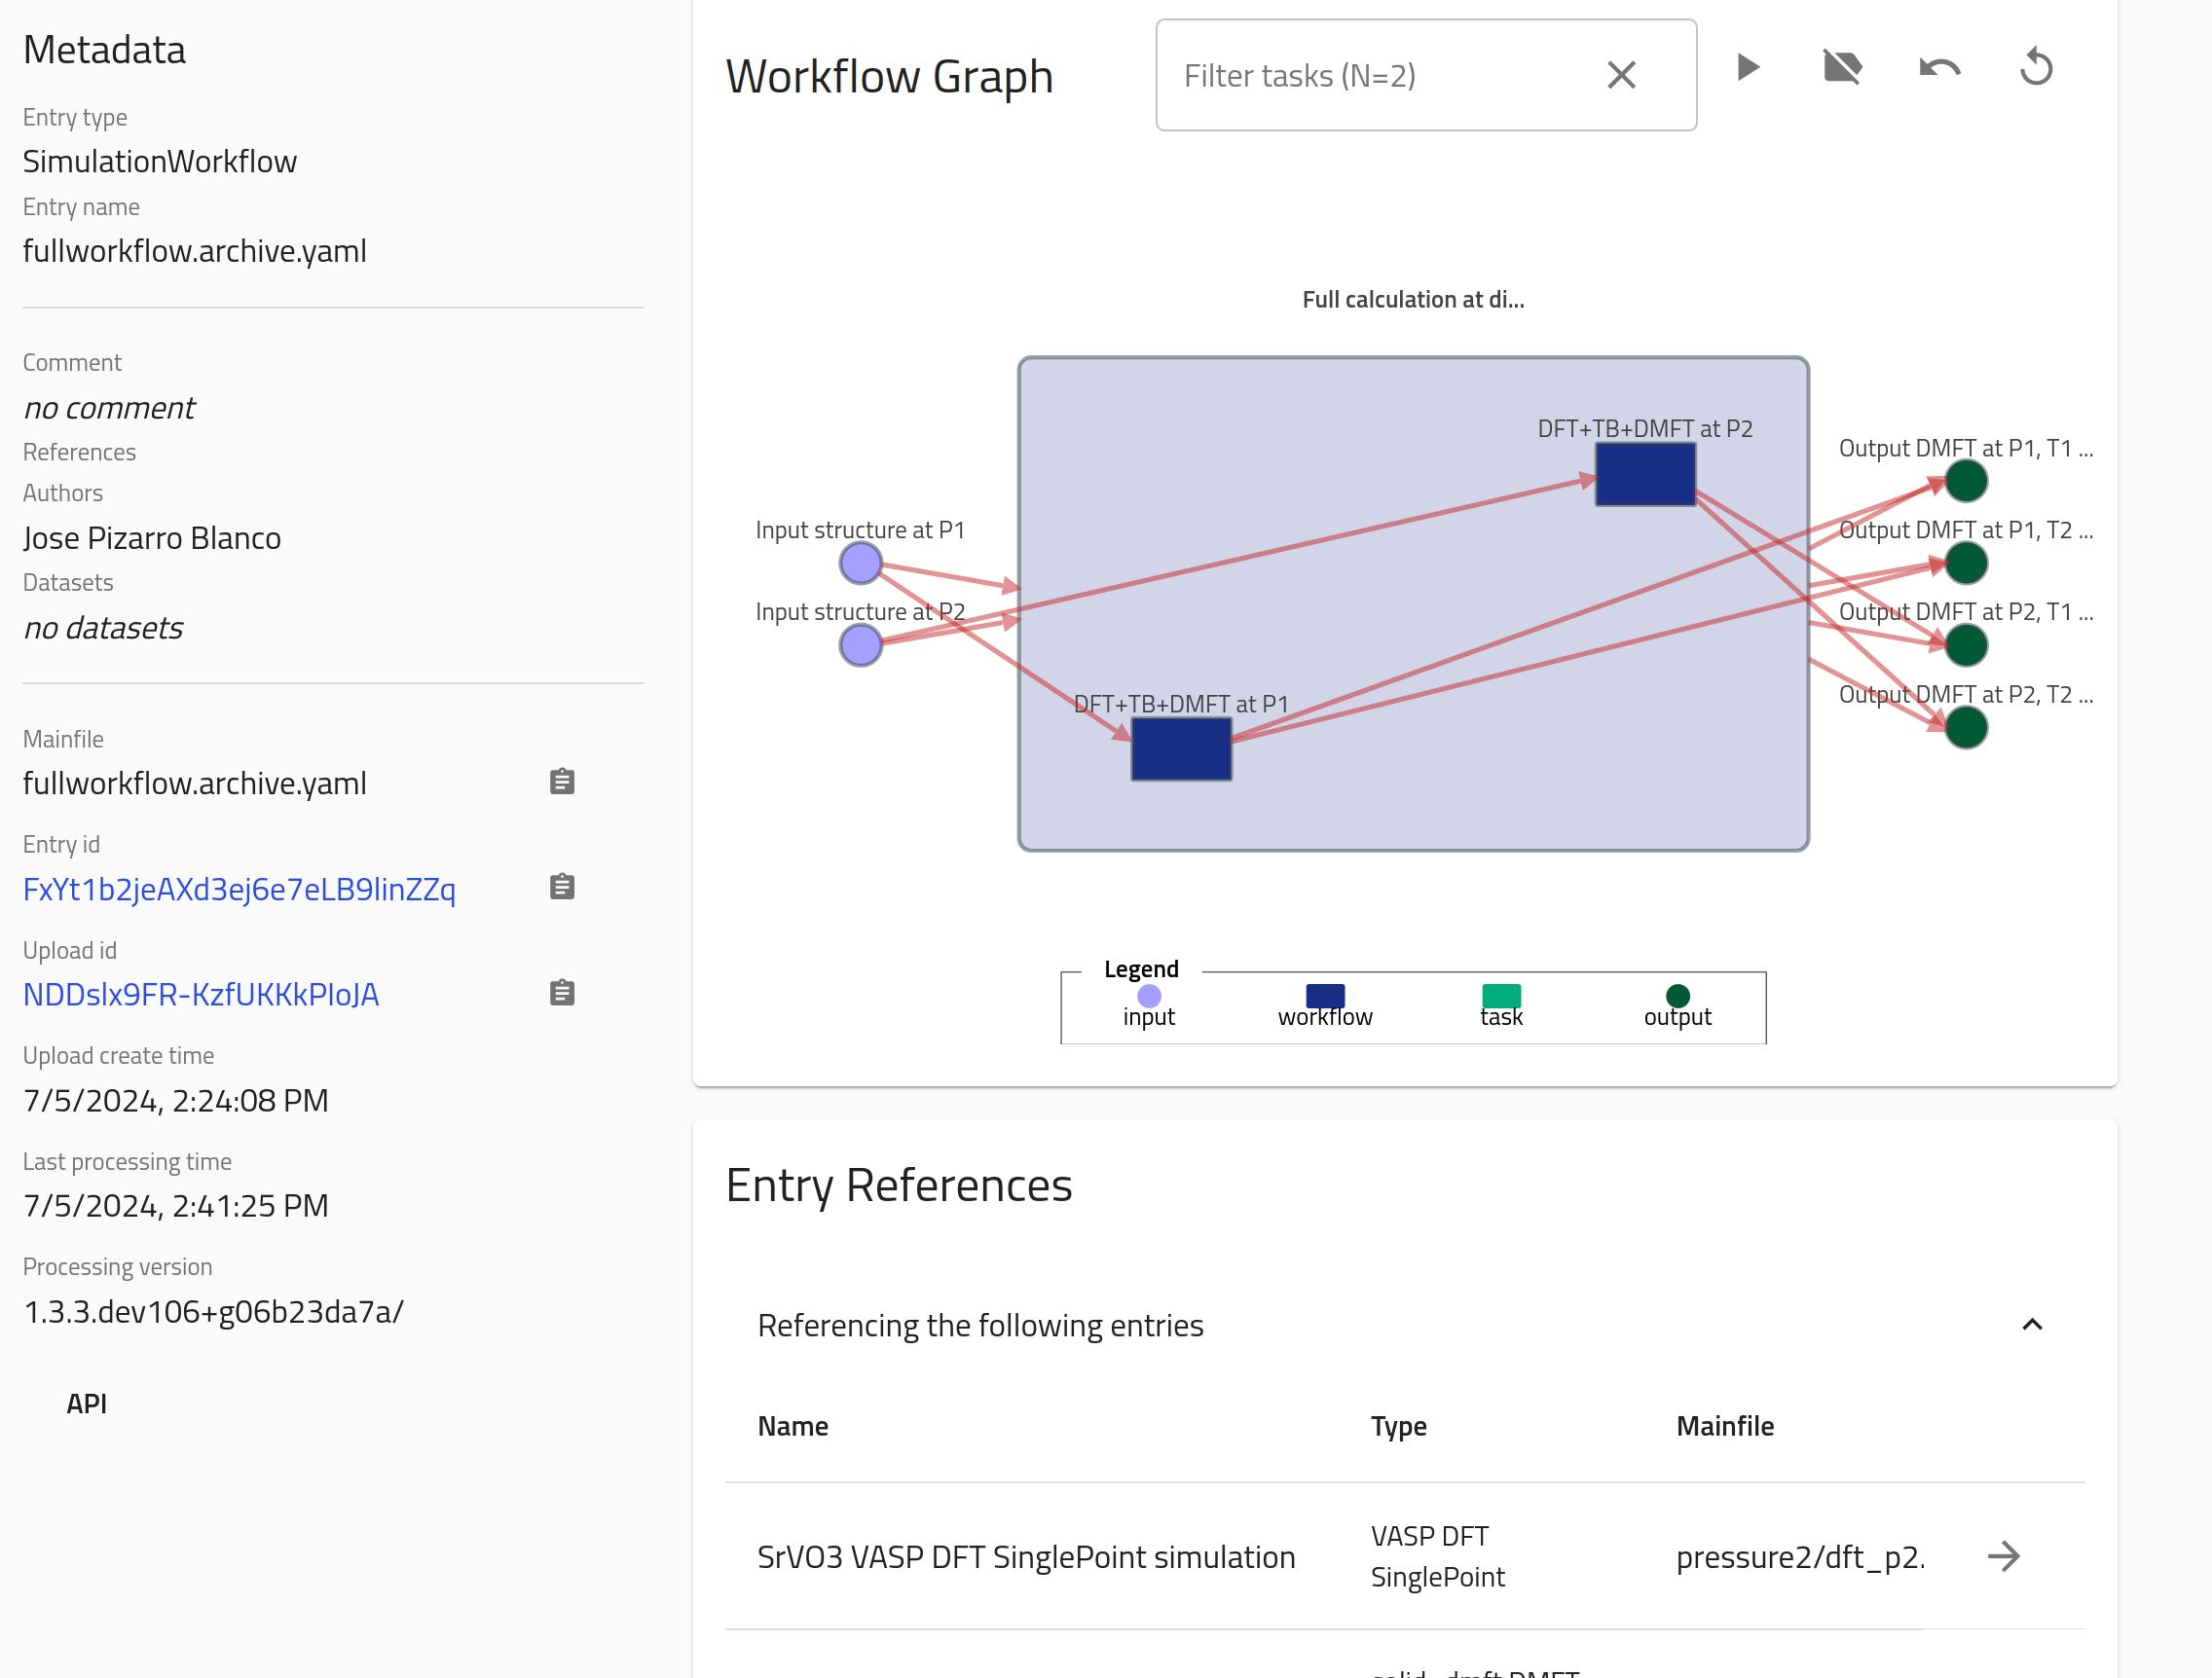 Metadata
Entry type
SimulationWorkflow
Entry name
fullworkflow.archive.yaml
Comment
no comment
References
Authors
Jose Pizarro Blanco
Datasets
no datasets
Mainfile
fullworkflow.archive.yaml
Entry id
FxYt1b2jeAXd3ej6e7eLB9linZZq
Upload id
NDDslx9FR-KzfUKKkPIoJA
Upload create time
7/5/2024, 2:24:08 PM
Last processing time
7/5/2024, 2:41:25 PM
Processing version
1.3.3.dev106+g06b23da7a/
API
Workflow Graph
Filter tasks (N=2)
Full calculation at di...
DFT+TB+DMFT at P2
Output DMFT at P1, T1 ...
Input structure at P1
Output DMFT at P1, T2 ...
Input structure at P2
Output DMFT at P2, T1 ...
DFT+TB+DMFT at P1
Output DMFT at P2, T2 ...
Legend
input
workflow
task
output
Entry References
Referencing the following entries
Name
Type
Mainfile
SrVO3 VASP DFT SinglePoint simulation
VASP DFT
SinglePoint
pressure2/dft_p2.